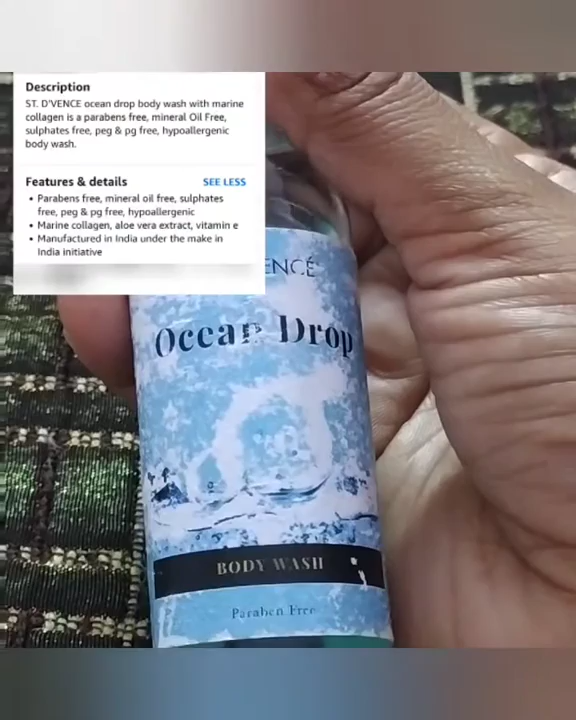 Description
ST. D'VENCE ocean drop body wash with marine
collagen is a parabens free, mineral Oil Free,
sulphates free, peg & pg free, hypoallergenic
body wash.
Features & details
SEE LESS
• Parabens free, mineral oil free, sulphates
free, peg & pg free, hypoallergenic
• Marine collagen, aloe vera extract, vitamin e
• Manufactured in India under the make in
India initiative
ENCÉ
Ocean Drop
BODY WASH
Paraben Free